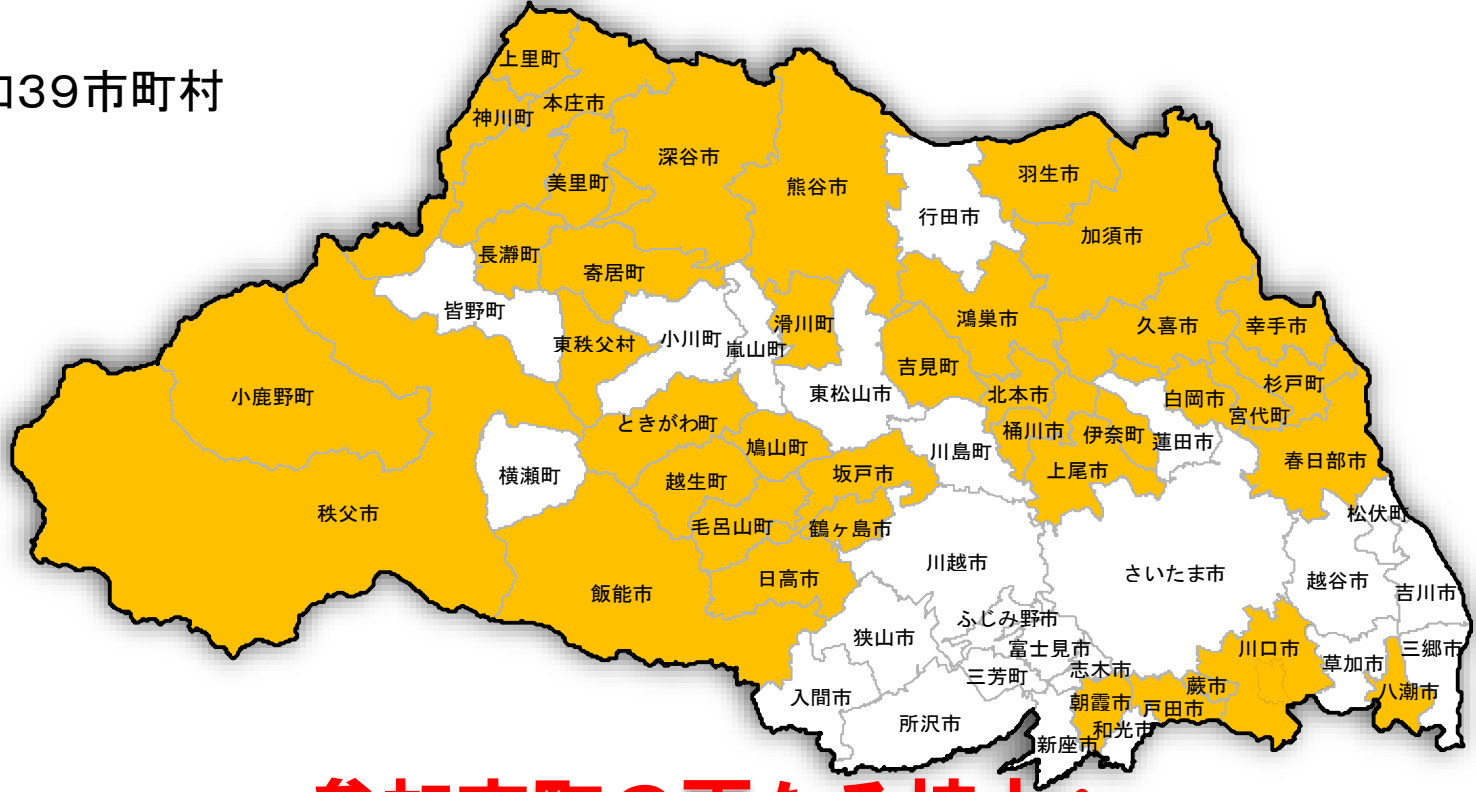 39市町村
上里町
本庄市
神川町
深谷市
美里町
熊谷市
羽生市
行田市
加須市
長瀞町
寄居町
皆野町
東秩父村
小川町
嵐山町
滑川町
鴻巣市
久喜市
幸手市
吉見町
小鹿野町
東松山市
北本市
白岡市
杉戸町
宮代町
ときがわ町
桶川市
伊奈町
蓮田市
鳩山町
川島町
上尾市
春日部市
横瀬町
越生町
坂戸市
秩父市
毛呂山町
鶴ヶ島市
松伏町
川越市
さいたま市
越谷市
日高市
飯能市
吉川市
ふじみ野市
狭山市
富士見市
川口市
三郷市
志木市
草加市
三芳町
蕨市
入間市
朝霞市
戸田市
八潮市
所沢市
和光市
新座市